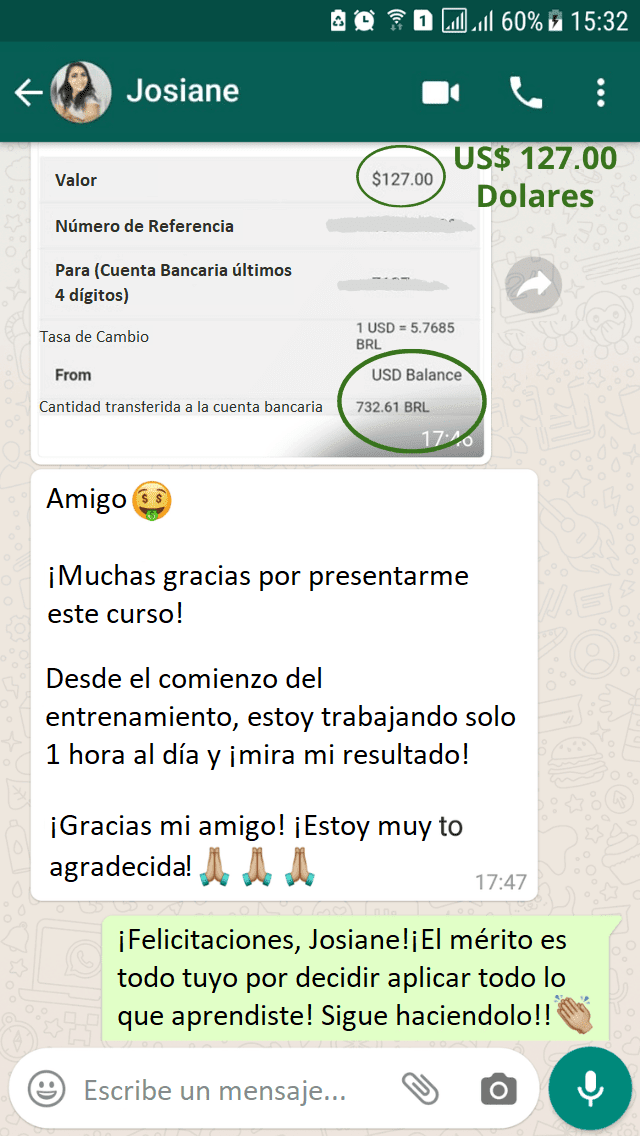 1 60% 15:32
Josiane
US$ 127.00
Dolares
Valor $127.00
Número de Referencia
Para (Cuenta Bancaria últimos
4 dígitos)
Tasa de Cambio 1 USD = 5.7685
BRL
From USD Balance
Cantidad transferida a la cuenta bancaria 732.61 BRL
17:46
Amigo
¡Muchas gracias por presentarme
este curso!
Desde el comienzo del
entrenamiento, estoy trabajando solo
1 hora al día y ¡mira mi resultado!
¡Gracias mi amigo! ¡Estoy muy to
agradecida!
17:47
¡Felicitaciones, Josiane!¡El mérito es
todo tuyo por decidir aplicar todo lo
que aprendiste! Sigue haciendolo!!
Escribe un mensaje...